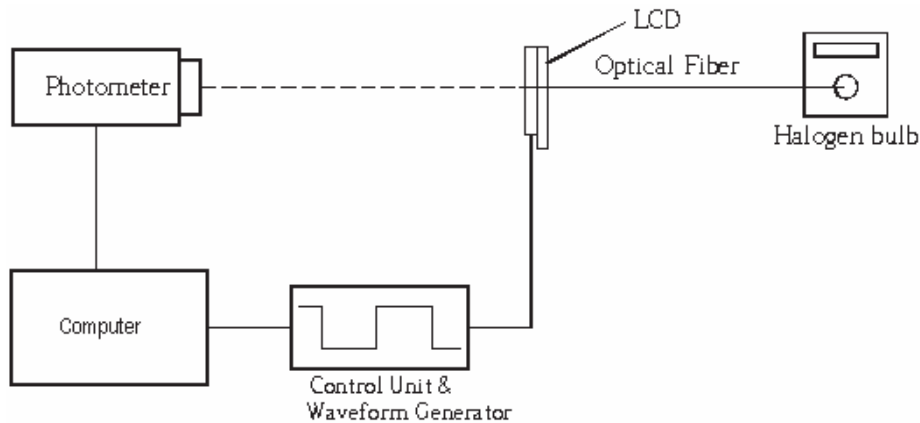 LCD
Photometer
Optical Fiber
Halogen bulb
Computer
Control Unit &
Waveform Generator